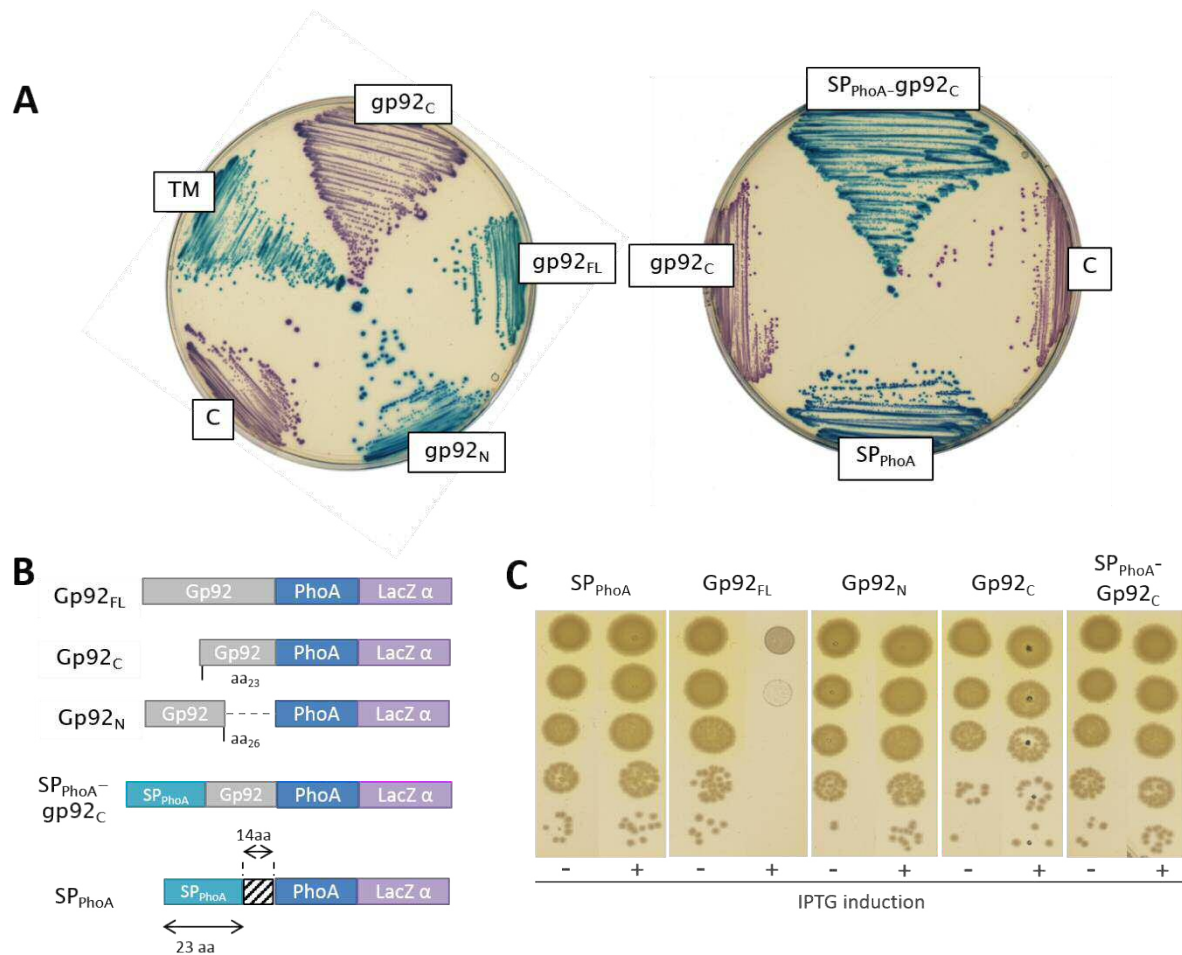 A
gp92C
TM
gp92FL
C
gp92N
SPPhoA-gp92C
gp92C
C
SPPhoA
B
Gp92FL
Gp92 PhoA LacZ α
Gp92C
Gp92 PhoA LacZ α
aa23
Gp92N
Gp92 PhoA LacZ α
aa26
SPPhoA-
gp92C
SPPhoA Gp92 PhoA LacZ α
14aa
SPPhoA
SPPhoA PhoA LacZ α
23 aa
C
SPPhoA Gp92FL Gp92N Gp92C SPPhoA-
Gp92C
- + - + - + - + - +
IPTG induction